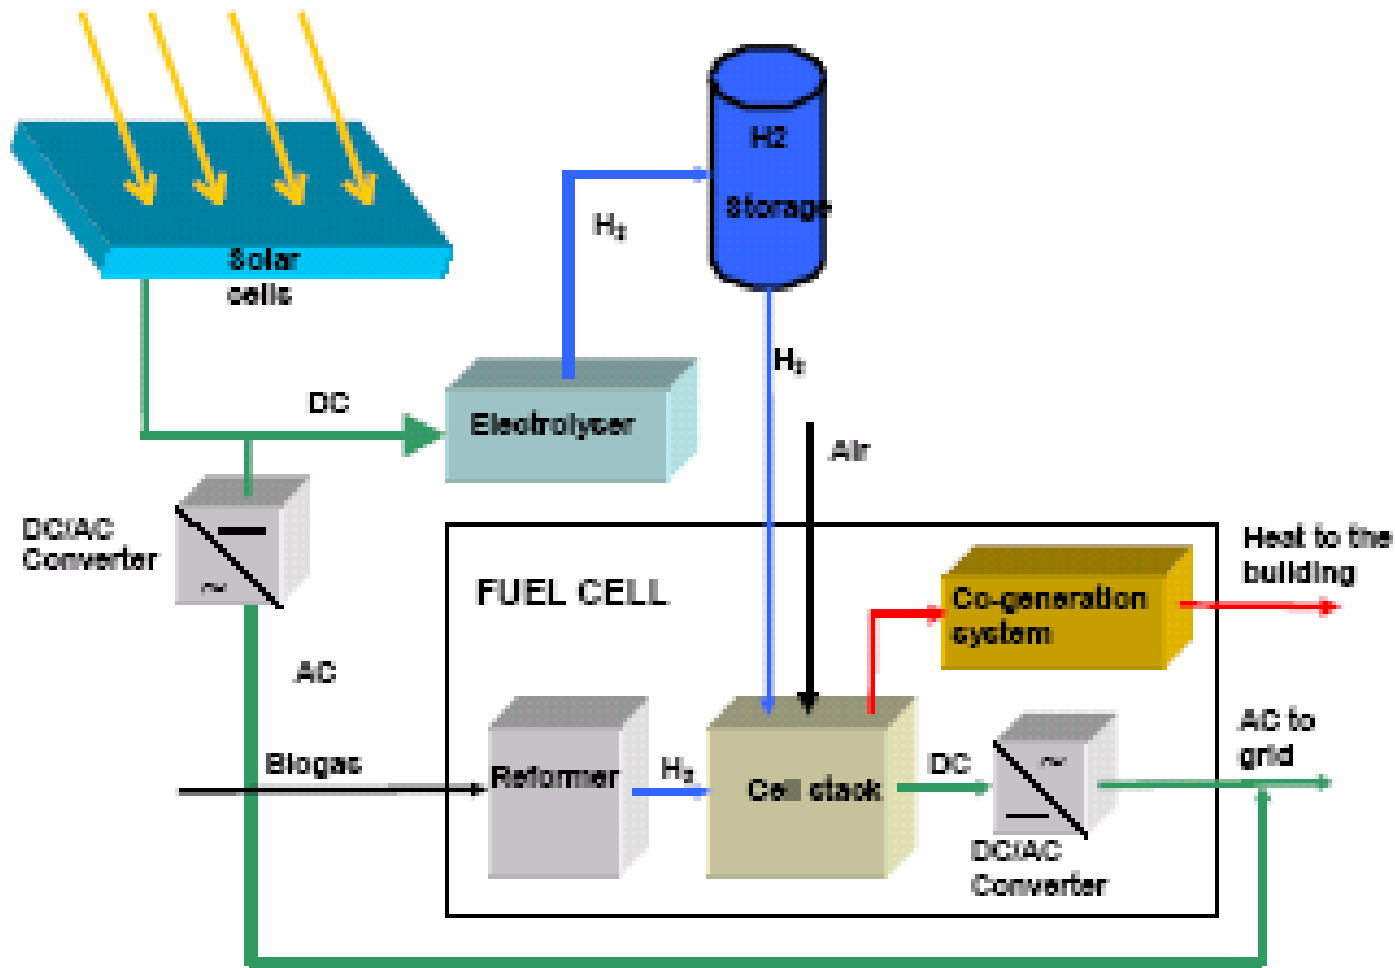 H2
Storage
H₂
Solar
cells
H₂
DC
Electrolyser
Air
DC/AC
Converter
Heat to the
building
FUEL CELL
Co-generation
system
AC
AC to
grid
Biogas
Reformer
H₂
Cell stack
DC
DC/AC
Converter